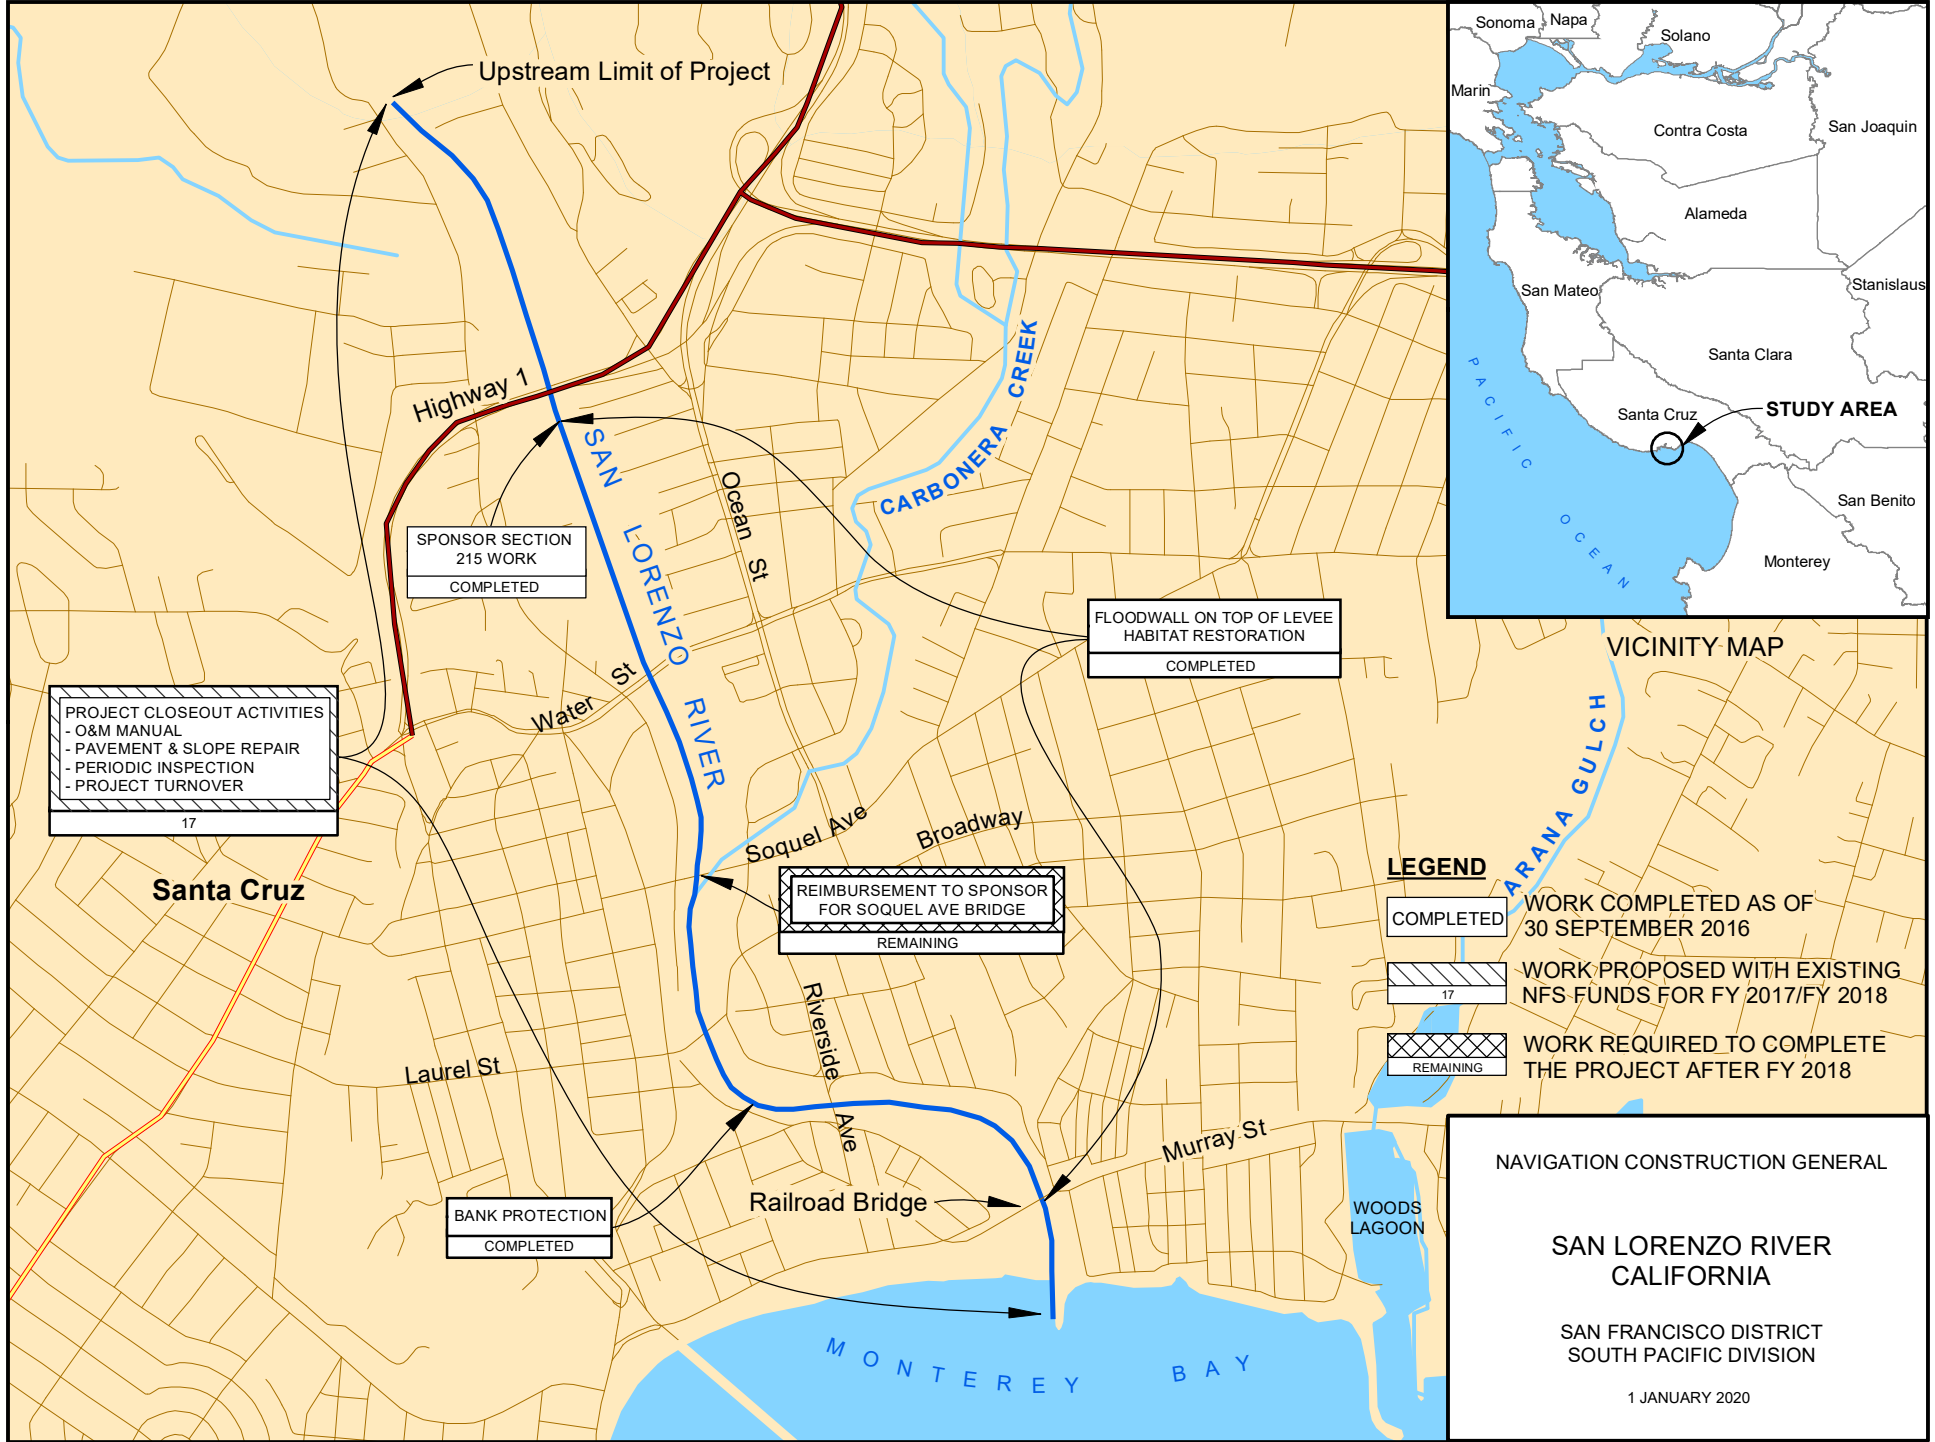 Upstream Limit of Project
Highway 1
SAN LORENZO RIVER
CARBONERA CREEK
Ocean St
SPONSOR SECTION
215 WORK
COMPLETED
FLOODWALL ON TOP OF LEVEE
HABITAT RESTORATION
COMPLETED
Water St
PROJECT CLOSEOUT ACTIVITIES
- O&M MANUAL
- PAVEMENT & SLOPE REPAIR
- PERIODIC INSPECTION
- PROJECT TURNOVER
17
Santa Cruz
Soquel Ave
Broadway
REIMBURSEMENT TO SPONSOR
FOR SOQUEL AVE BRIDGE
REMAINING
Riverside Ave
Laurel St
Murray St
Railroad Bridge
BANK PROTECTION
COMPLETED
WOODS
LAGOON
MONTEREY BAY
ARANA GULCH
Sonoma
Napa
Solano
Marin
Contra Costa
San Joaquin
Alameda
San Mateo
Stanislaus
Santa Clara
Santa Cruz
STUDY AREA
San Benito
Monterey
PACIFIC OCEAN
VICINITY MAP
LEGEND
COMPLETED
WORK COMPLETED AS OF
30 SEPTEMBER 2016
17
WORK PROPOSED WITH EXISTING
NFS FUNDS FOR FY 2017/FY 2018
REMAINING
WORK REQUIRED TO COMPLETE
THE PROJECT AFTER FY 2018
NAVIGATION CONSTRUCTION GENERAL
SAN LORENZO RIVER
CALIFORNIA
SAN FRANCISCO DISTRICT
SOUTH PACIFIC DIVISION
1 JANUARY 2020